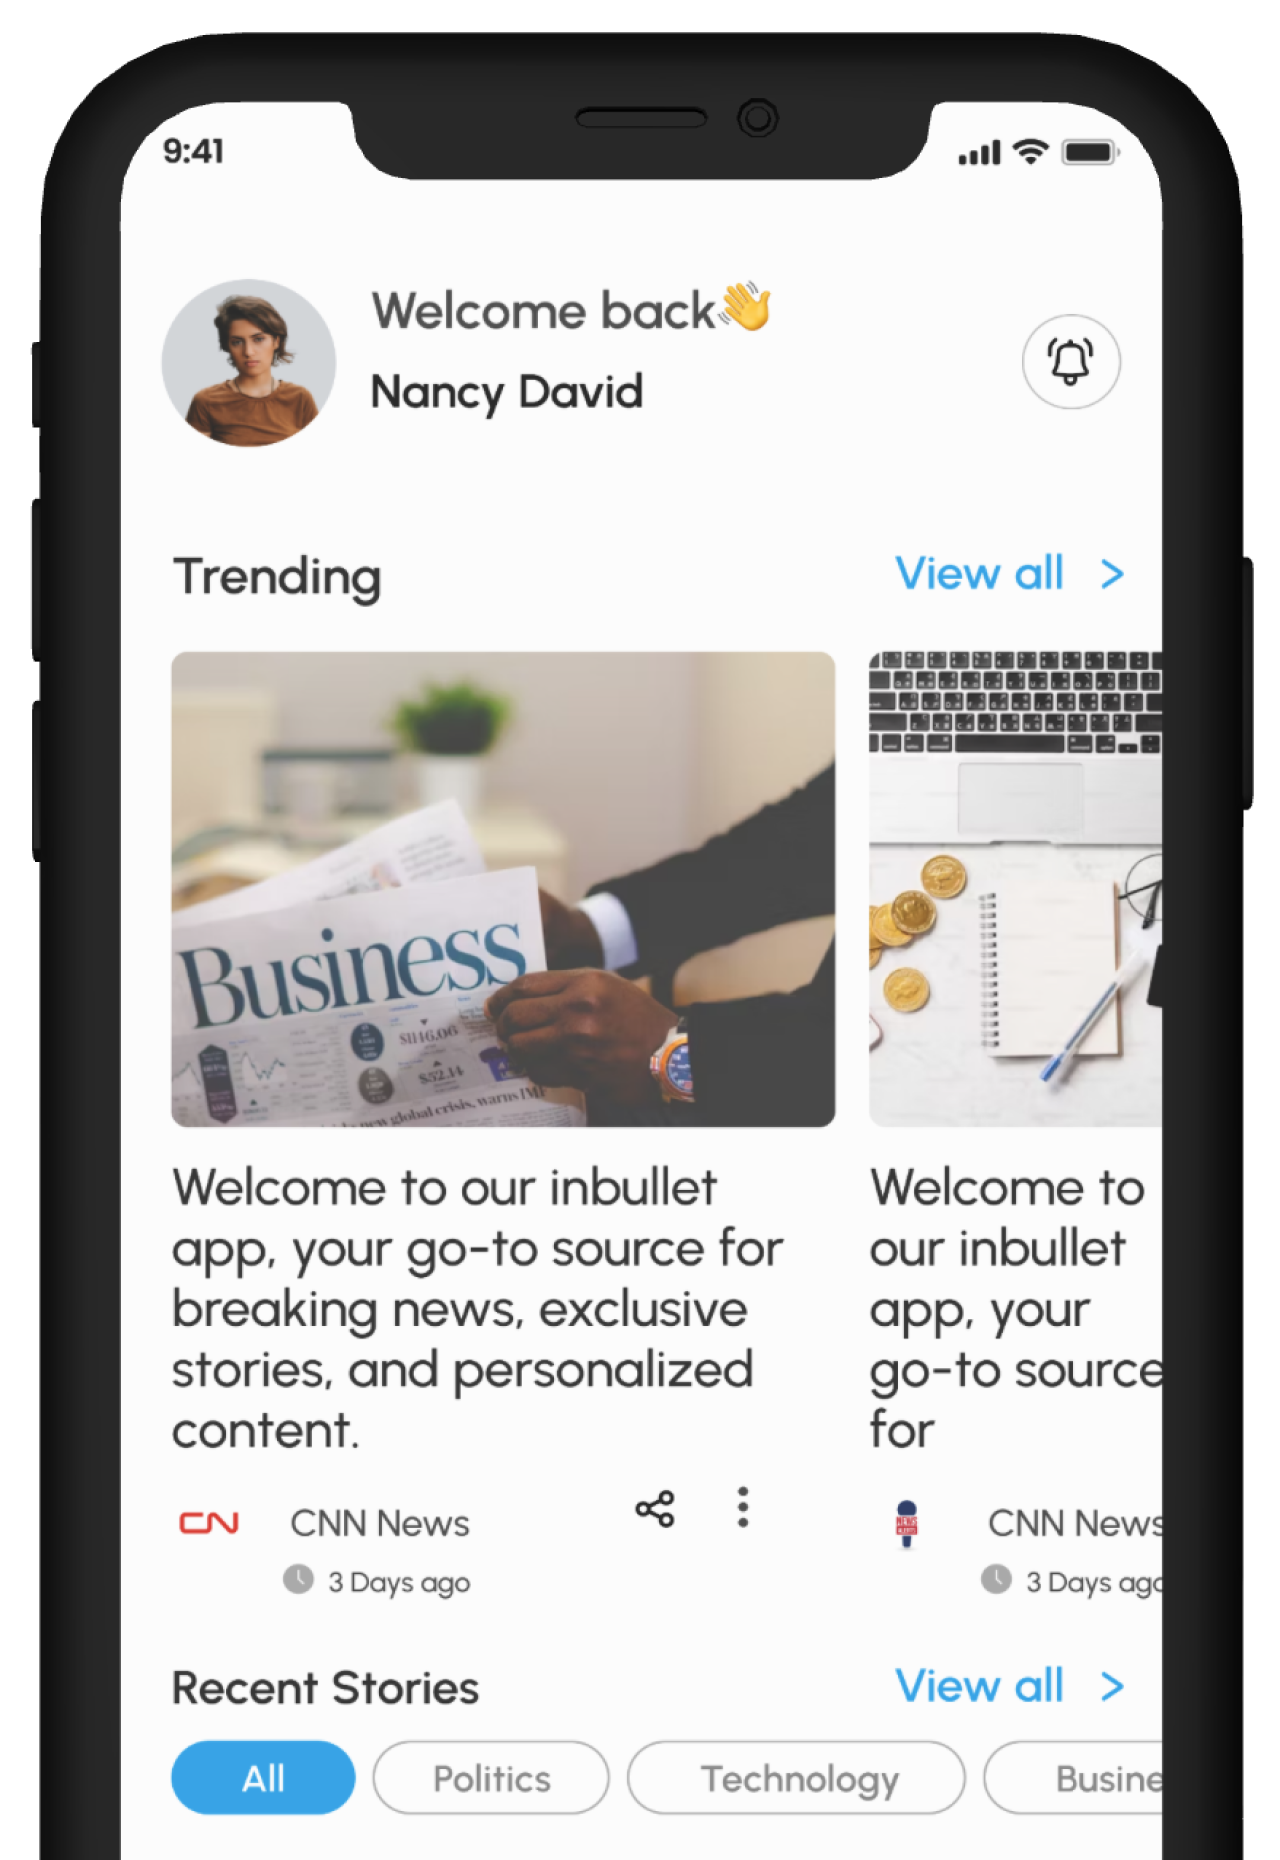 9:41
Welcome back👋
Nancy David
Trending
View all >
Business
$1146.06
$52.14
new global crisis, warns IMF
Welcome to our inbullet
app, your go-to source for
breaking news, exclusive
stories, and personalized
content.
CN
CNN News
3 Days ago
Welcome to
our inbullet
app, your
go-to source
for
NEWS
ALERTS
CNN News
3 Days ago
Recent Stories
View all >
All
Politics
Technology
Busine